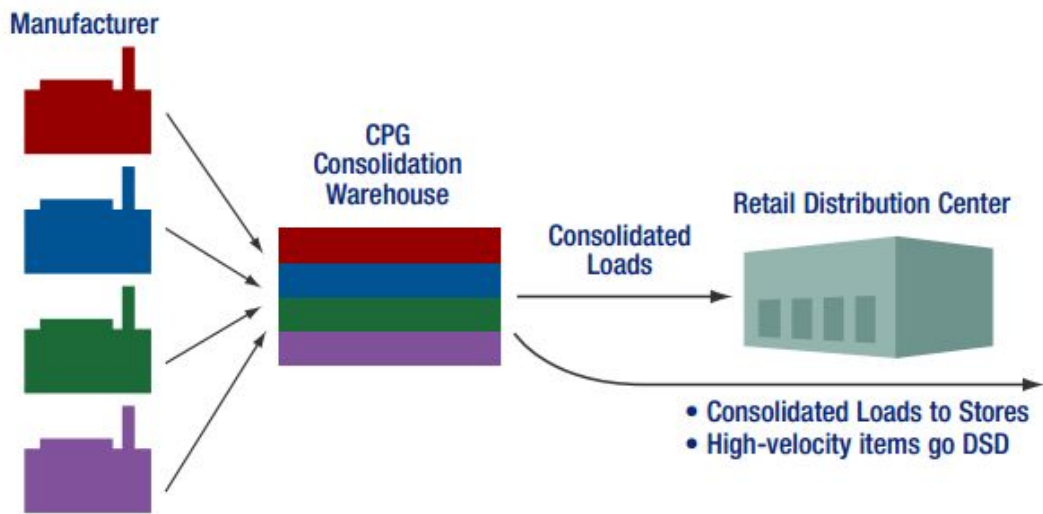 Manufacturer
CPG
Consolidation
Warehouse
Consolidated
Loads
Retail Distribution Center
• Consolidated Loads to Stores
• High-velocity items go DSD